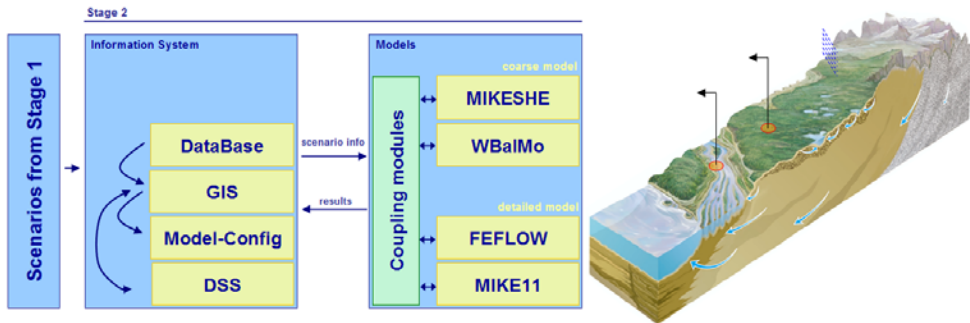 Stage 2
Scenarios from Stage 1
Information System
DataBase
GIS
Model-Config
DSS
scenario info
results
Models
Coupling modules
coarse model
MIKESHE
WBalMo
detailed model
FEFLOW
MIKE11